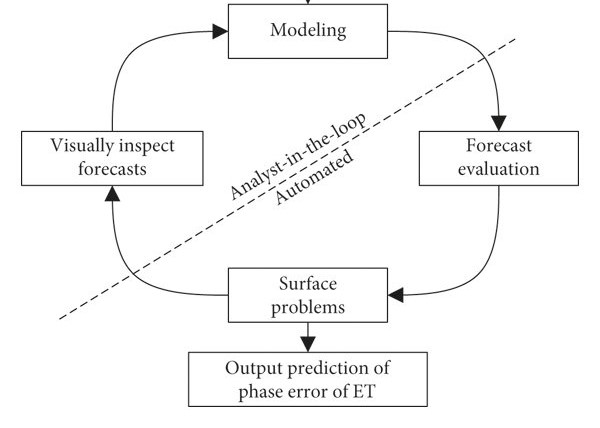 Modeling
Visually inspect
forecasts
Analyst-in-the-loop
Automated
Forecast
evaluation
Surface
problems
Output prediction of
phase error of ET